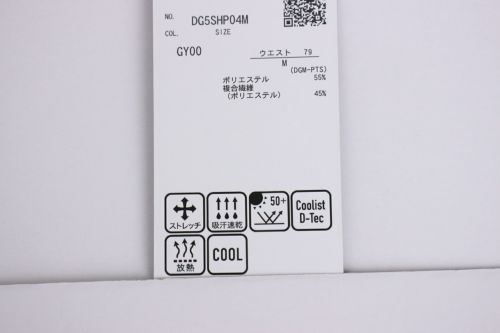 NO. DG5SHP04M
COL. SIZE
GY00 ウエスト 79
M
(DGM-PTS)
ポリエステル 55%
複合繊維
(ポリエステル) 45%
ストレッチ
吸汗速乾
50+
Coolist
D-Tec
放熱
COOL